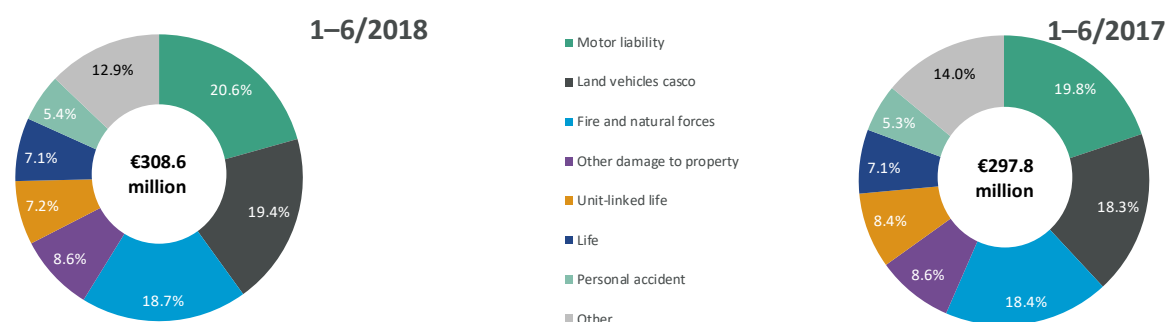 1–6/2018
12.9%
20.6%
5.4%
7.1%
€308.6
million
7.2%
19.4%
8.6%
18.7%
Motor liability
Land vehicles casco
Fire and natural forces
Other damage to property
Unit-linked life
Life
Personal accident
Other
1–6/2017
14.0%
19.8%
5.3%
7.1%
€297.8
million
8.4%
18.3%
8.6%
18.4%